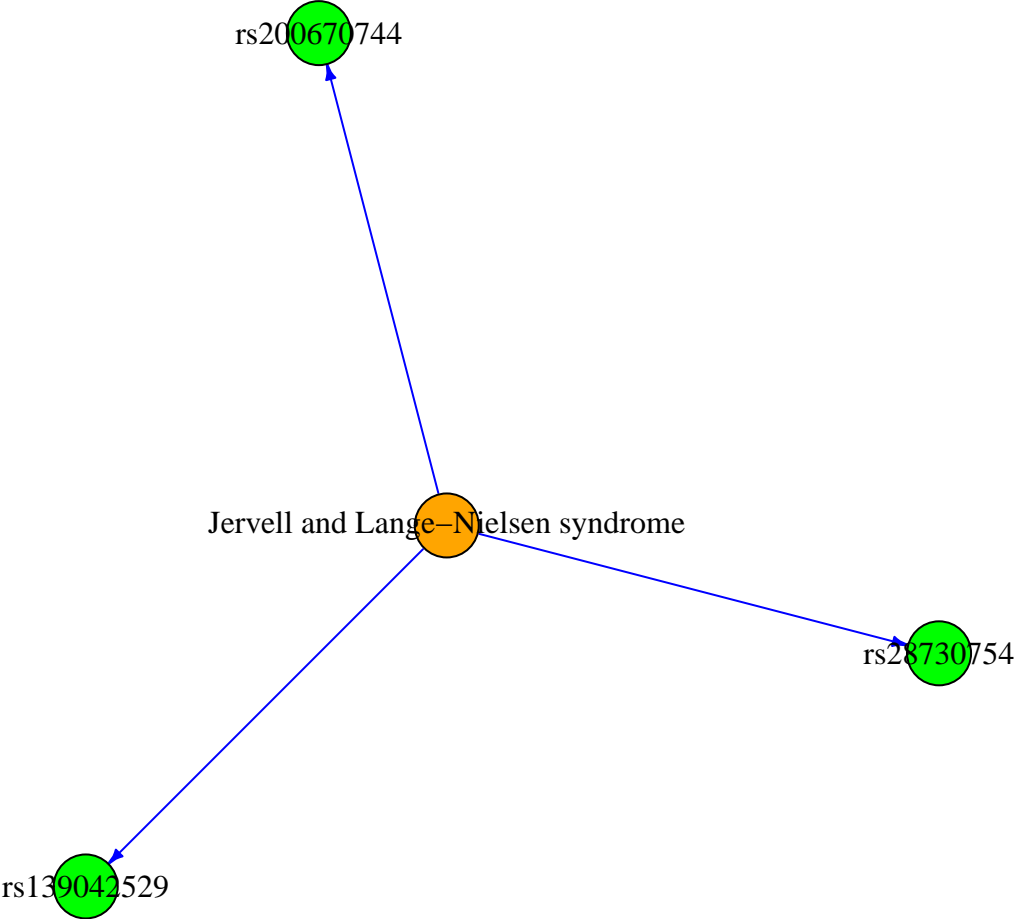 rs200670744
Jervell and Lange–Nielsen syndrome
rs28730754
rs139042529